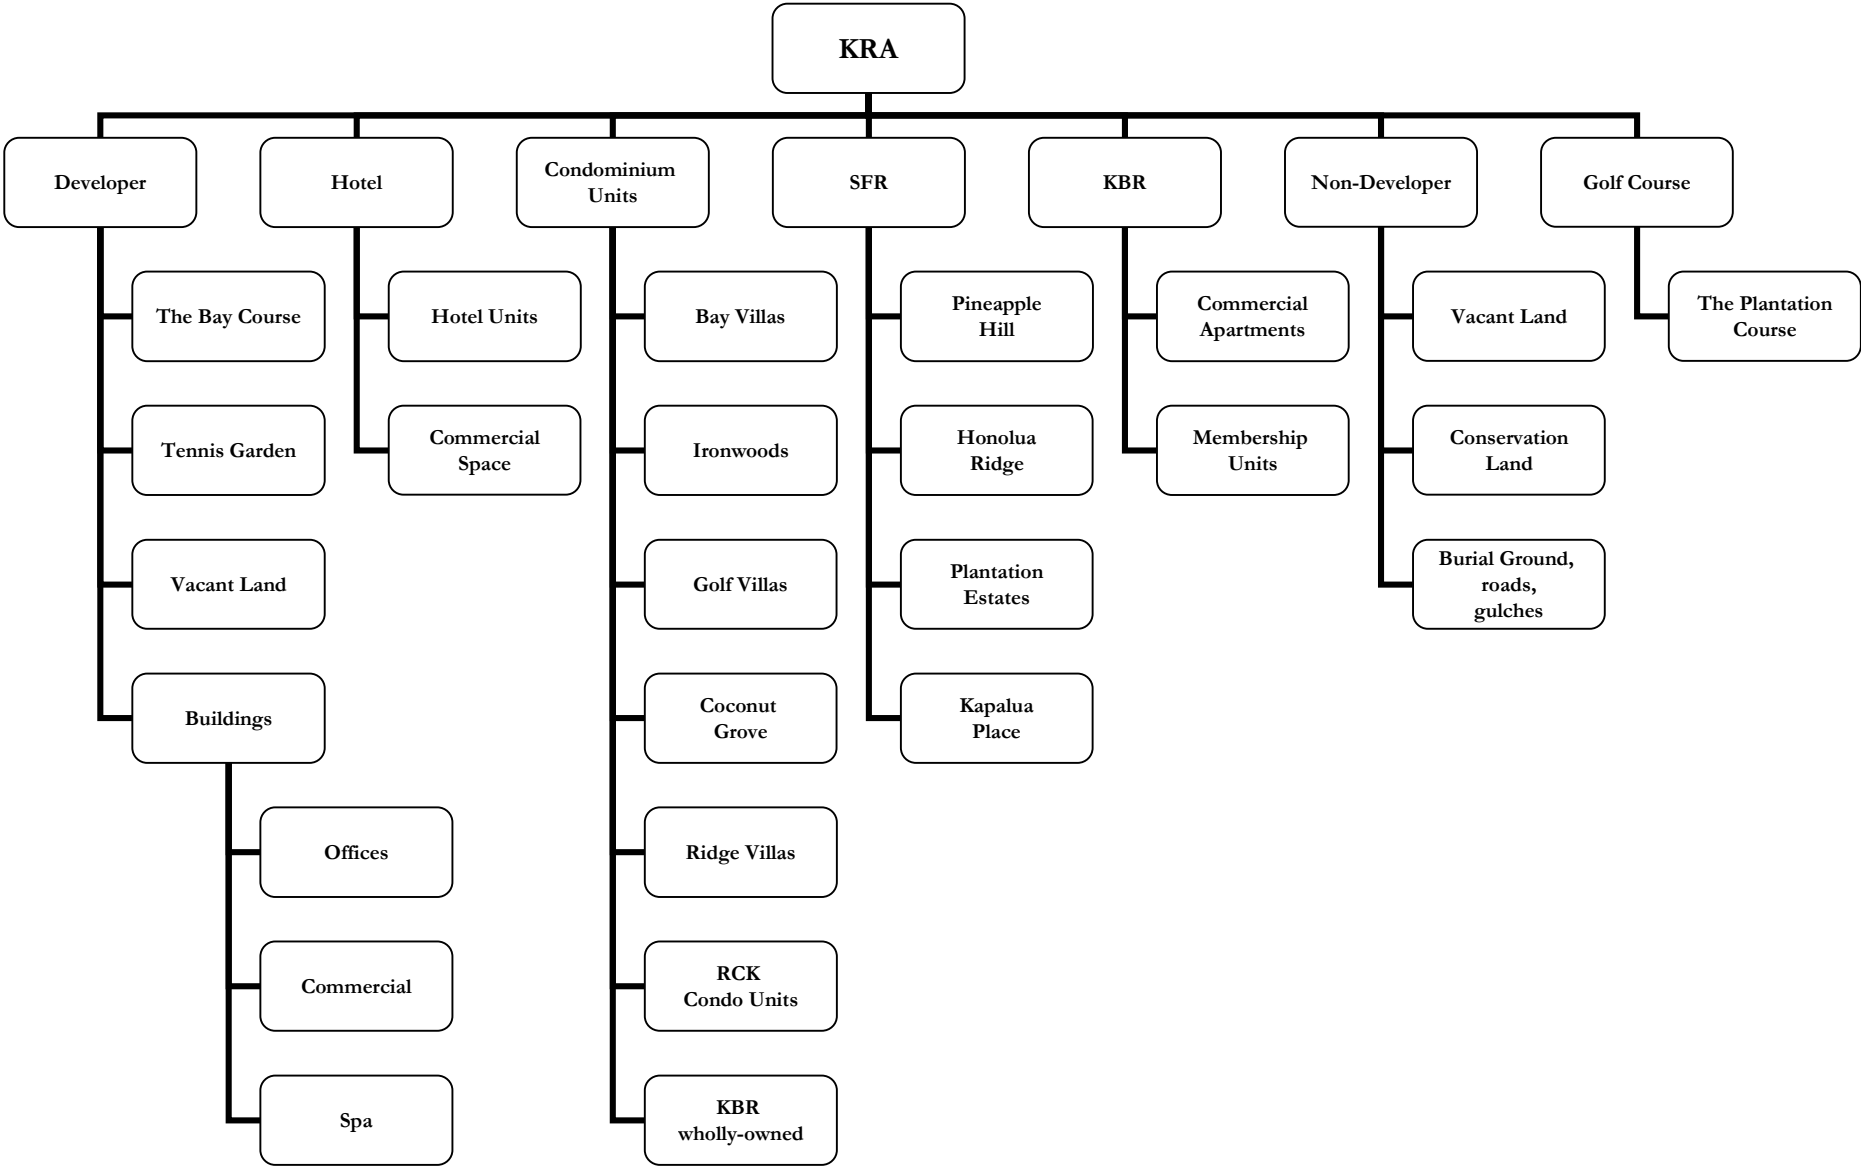 KRA
Developer
Hotel
Condominium
Units
SFR
KBR
Non-Developer
Golf Course
The Bay Course
Hotel Units
Bay Villas
Pineapple
Hill
Commercial
Apartments
Vacant Land
The Plantation
Course
Tennis Garden
Commercial
Space
Ironwoods
Honolua
Ridge
Membership
Units
Conservation
Land
Vacant Land
Golf Villas
Plantation
Estates
Burial Ground,
roads,
gulches
Buildings
Coconut
Grove
Kapalua
Place
Offices
Ridge Villas
Commercial
RCK
Condo Units
Spa
KBR
wholly-owned